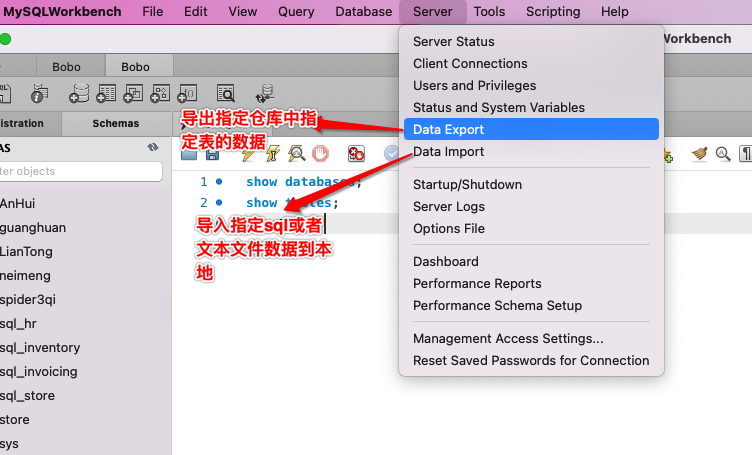 MySQLWorkbench File Edit View Query Database Server Tools Scripting Help
Workbench
Bobo Bobo
istration Schemas
AS
ter objects
AnHui
guanghuan
LianTong
neimeng
spider3qi
sql_hr
sql_inventory
sql_invoicing
sql_store
store
sys
导出指定仓库中指
定表的数据
1 show databases;
2 show tables;
导入指定sql或者
文本文件数据到本
地
Server Status
Client Connections
Users and Privileges
Status and System Variables
Data Export
Data Import
Startup/Shutdown
Server Logs
Options File
Dashboard
Performance Reports
Performance Schema Setup
Management Access Settings...
Reset Saved Passwords for Connection